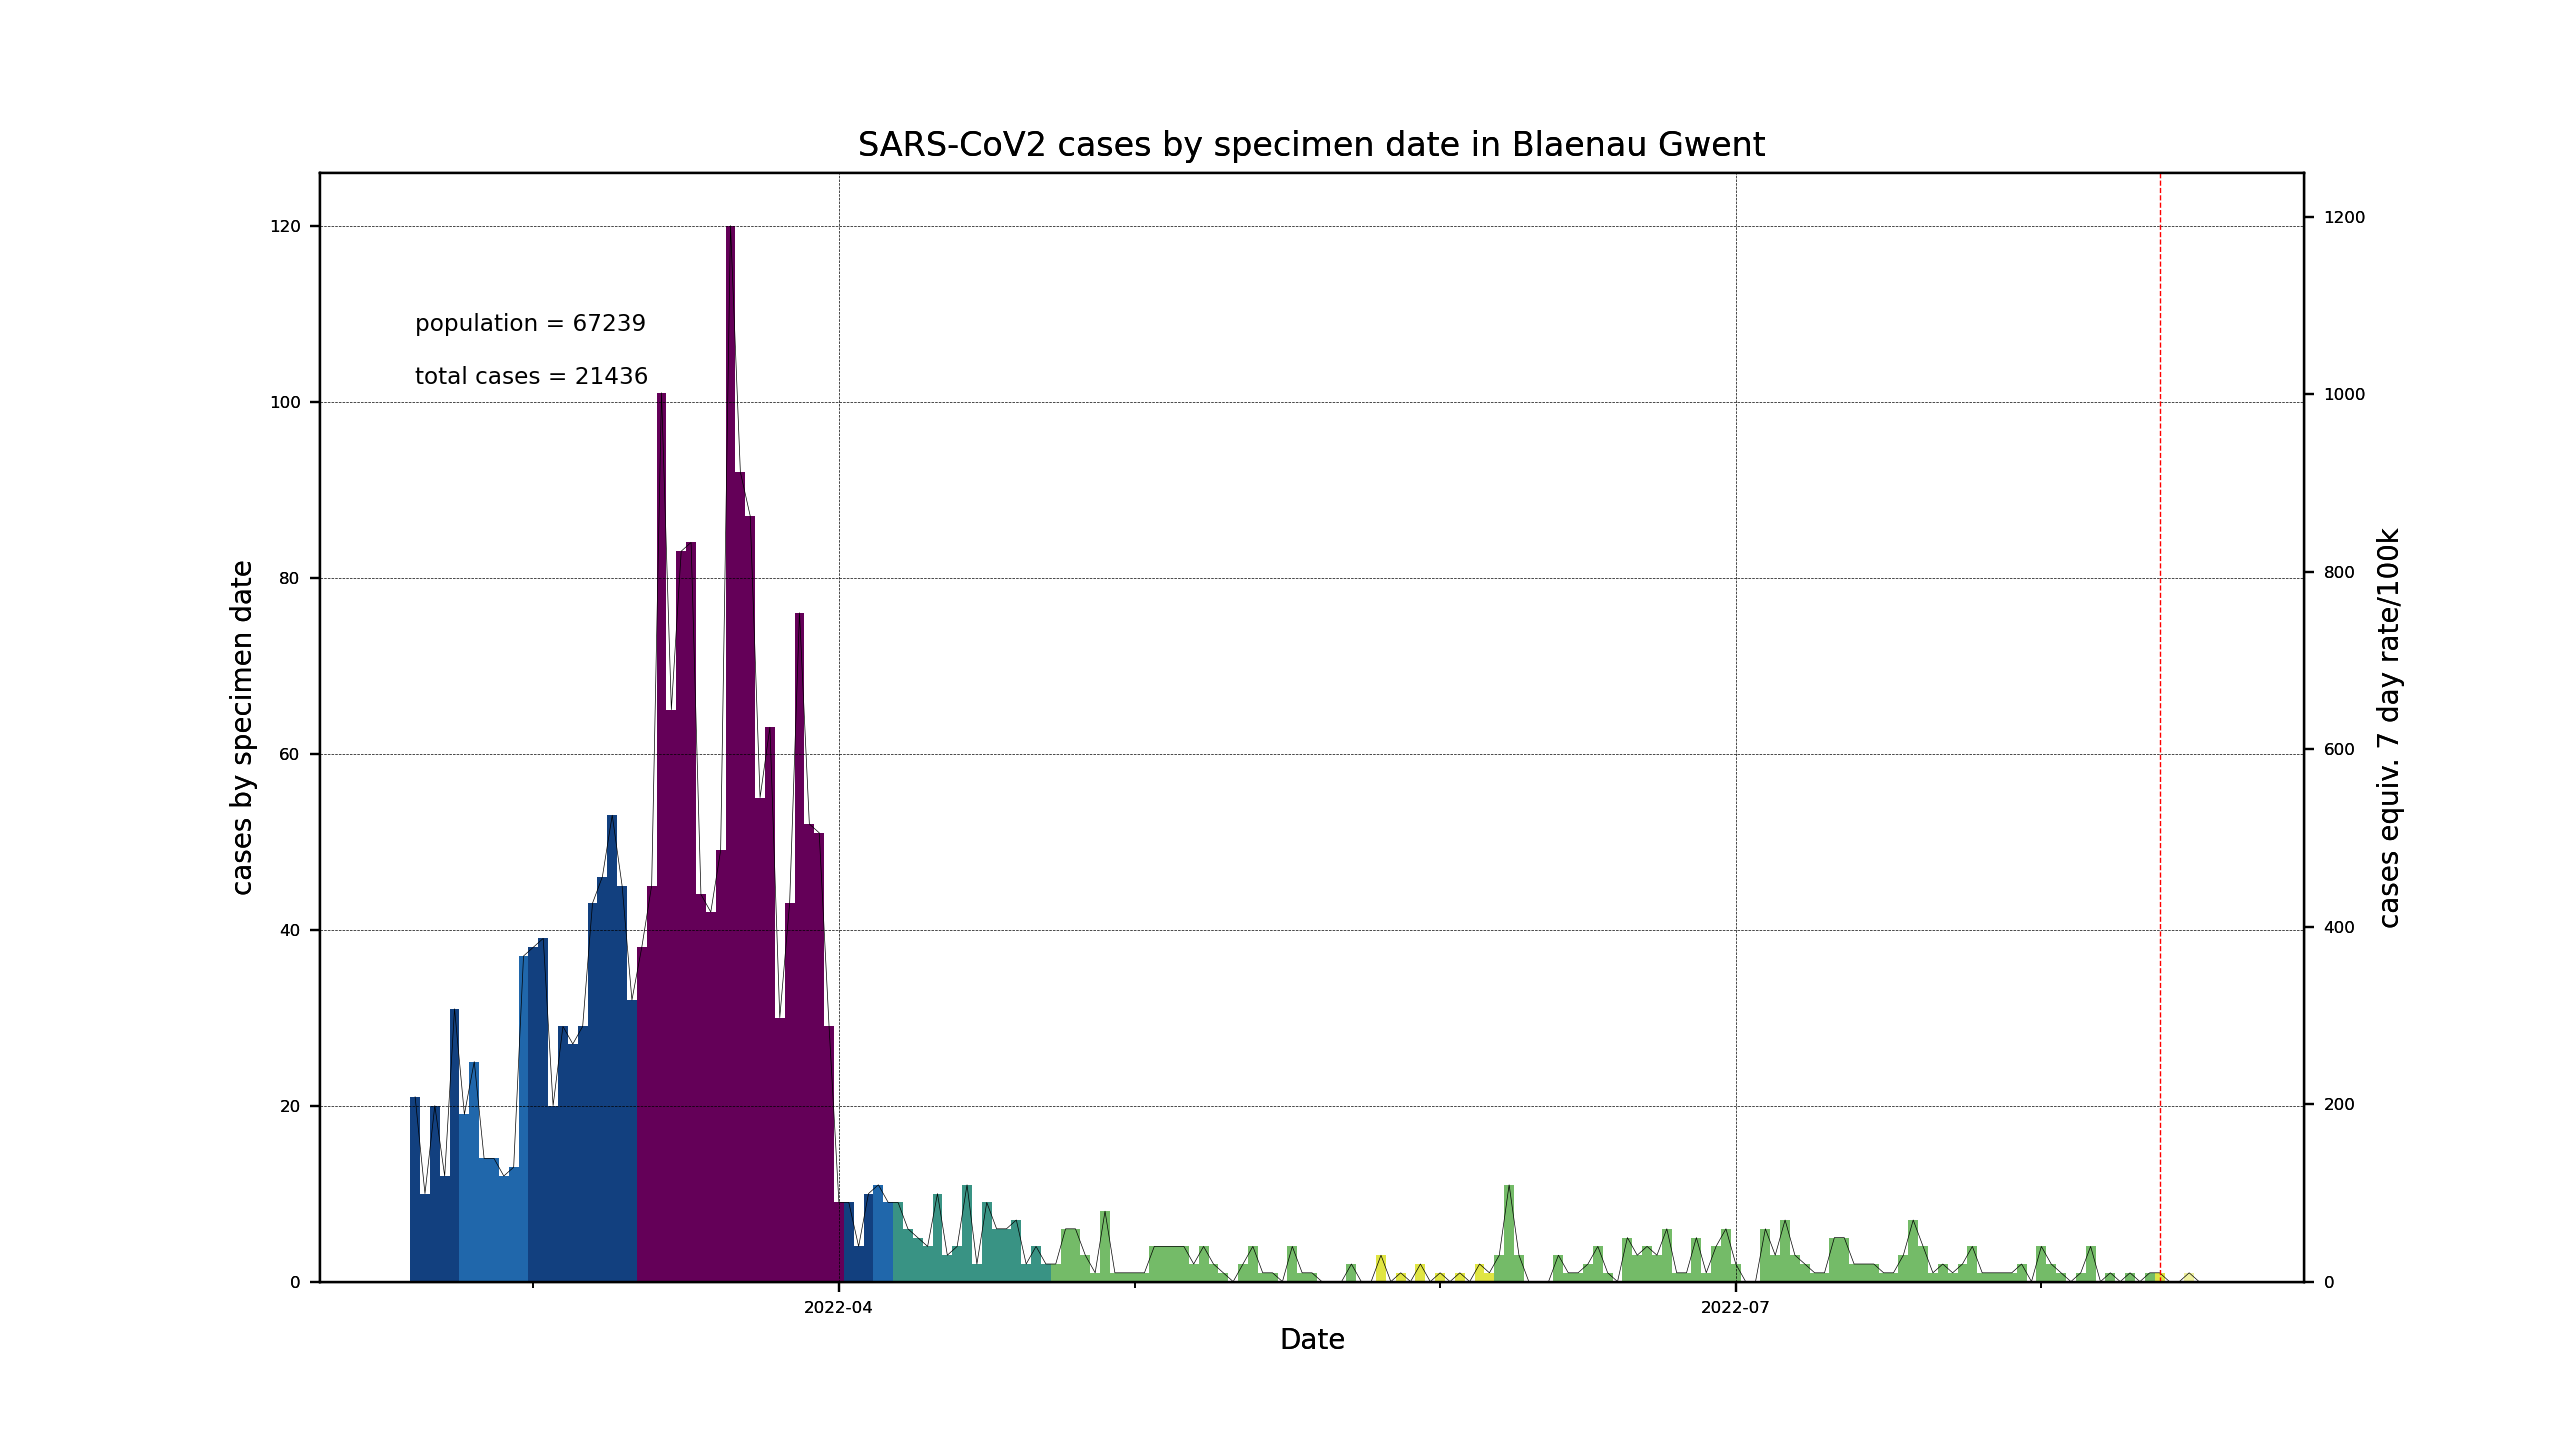 SARS-CoV2 cases by specimen date in Blaenau Gwent
population = 67239
total cases = 21436
cases by specimen date
120
100
80
60
40
20
0
1200
1000
800
600
400
200
0
cases equiv. 7 day rate/100k
2022-04
2022-07
Date